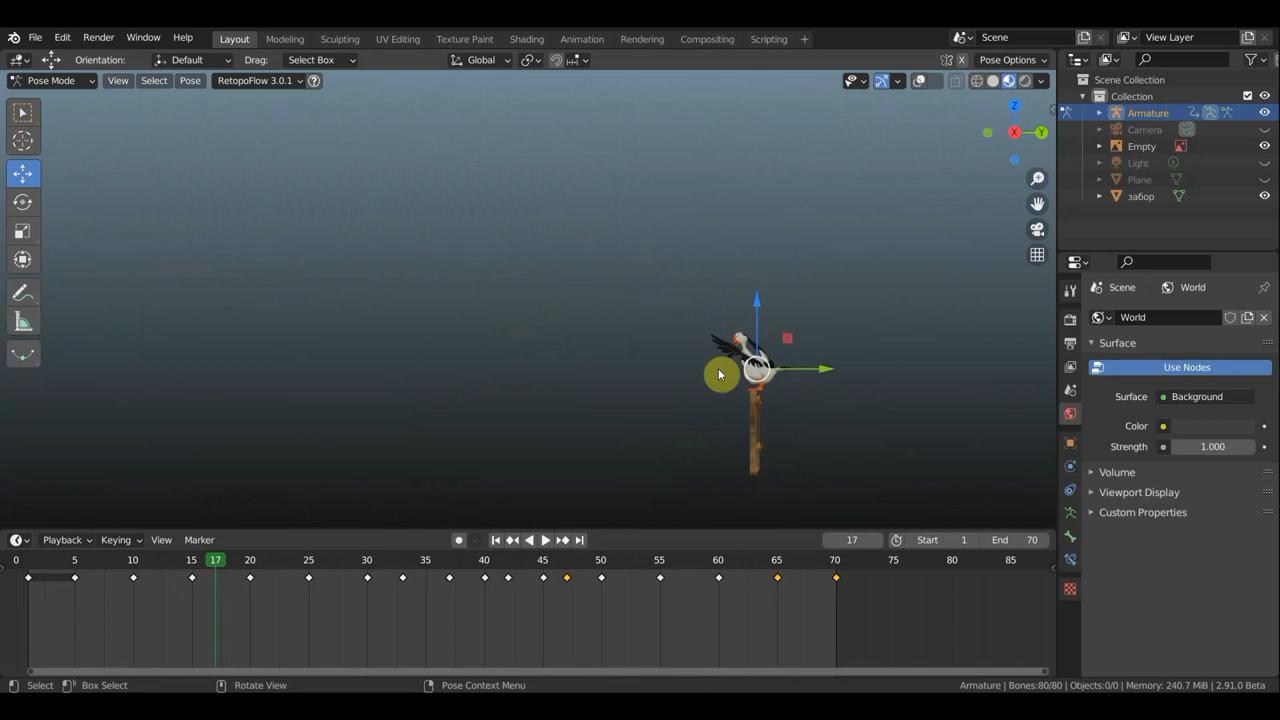 File Edit Render Window Help Layout Modeling Sculpting UV Editing Texture Paint Shading Animation Rendering Compositing Scripting + Scene View Layer
Orientation: Default Drag: Select Box Global X Pose Options
Pose Mode View Select Pose RetopoFlow 3.0.1 ?
Scene Collection
Collection
Armature
Camera
Empty
Light
Plane
забор
Z
X
Y
Scene World
World
Surface
Use Nodes
Surface Background
Color
Strength 1.000
Volume
Viewport Display
Custom Properties
Playback Keying View Marker 17 Start 1 End 70
0 5 10 15 17 20 25 30 35 40 45 50 55 60 65 70 75 80 85
Select Box Select Rotate View Pose Context Menu Armature | Bones:80/80 | Objects:0/0 | Memory: 240.7 MiB | 2.91.0 Beta